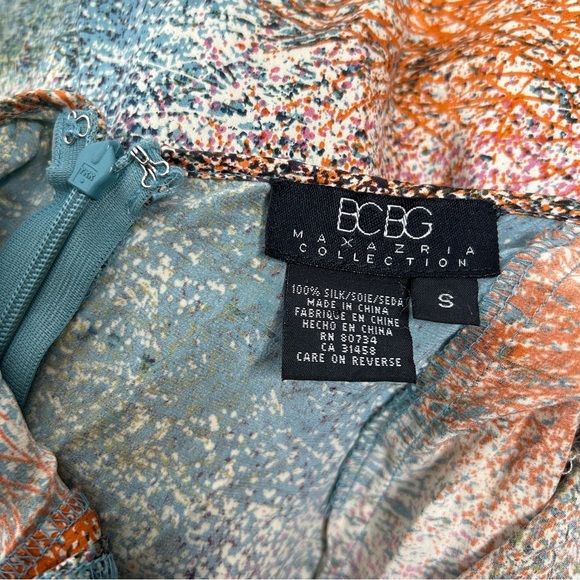 BCBG
MAXAZRIA
COLLECTION
S
100% SILK/SOIE/SEDA
MADE IN CHINA
FABRIQUE EN CHINE
HECHO EN CHINA
RN 80734
CA 31458
CARE ON REVERSE